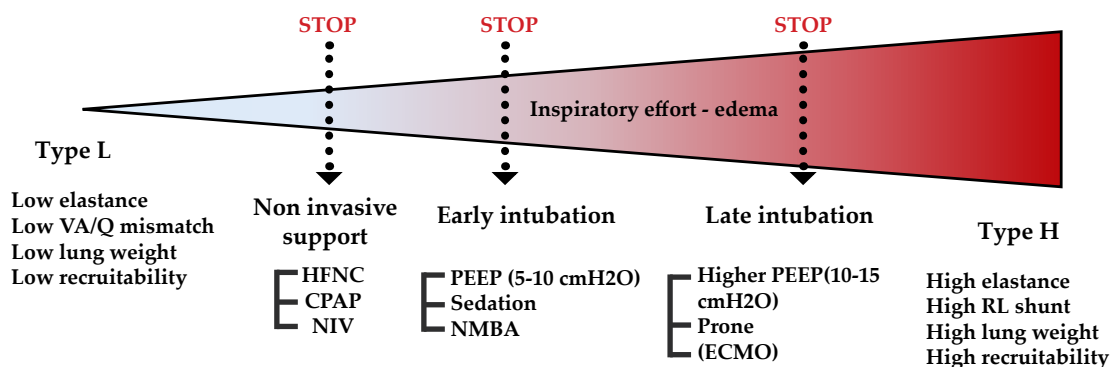 STOP
STOP
STOP
Inspiratory effort - edema
Type L
Low elastance
Low VA/Q mismatch
Low lung weight
Low recruitability
Non invasive
support
HFNC
CPAP
NIV
Early intubation
PEEP (5-10 cmH2O)
Sedation
NMBA
Late intubation
Higher PEEP(10-15
cmH2O)
Prone
(ECMO)
Type H
High elastance
High RL shunt
High lung weight
High recruitability